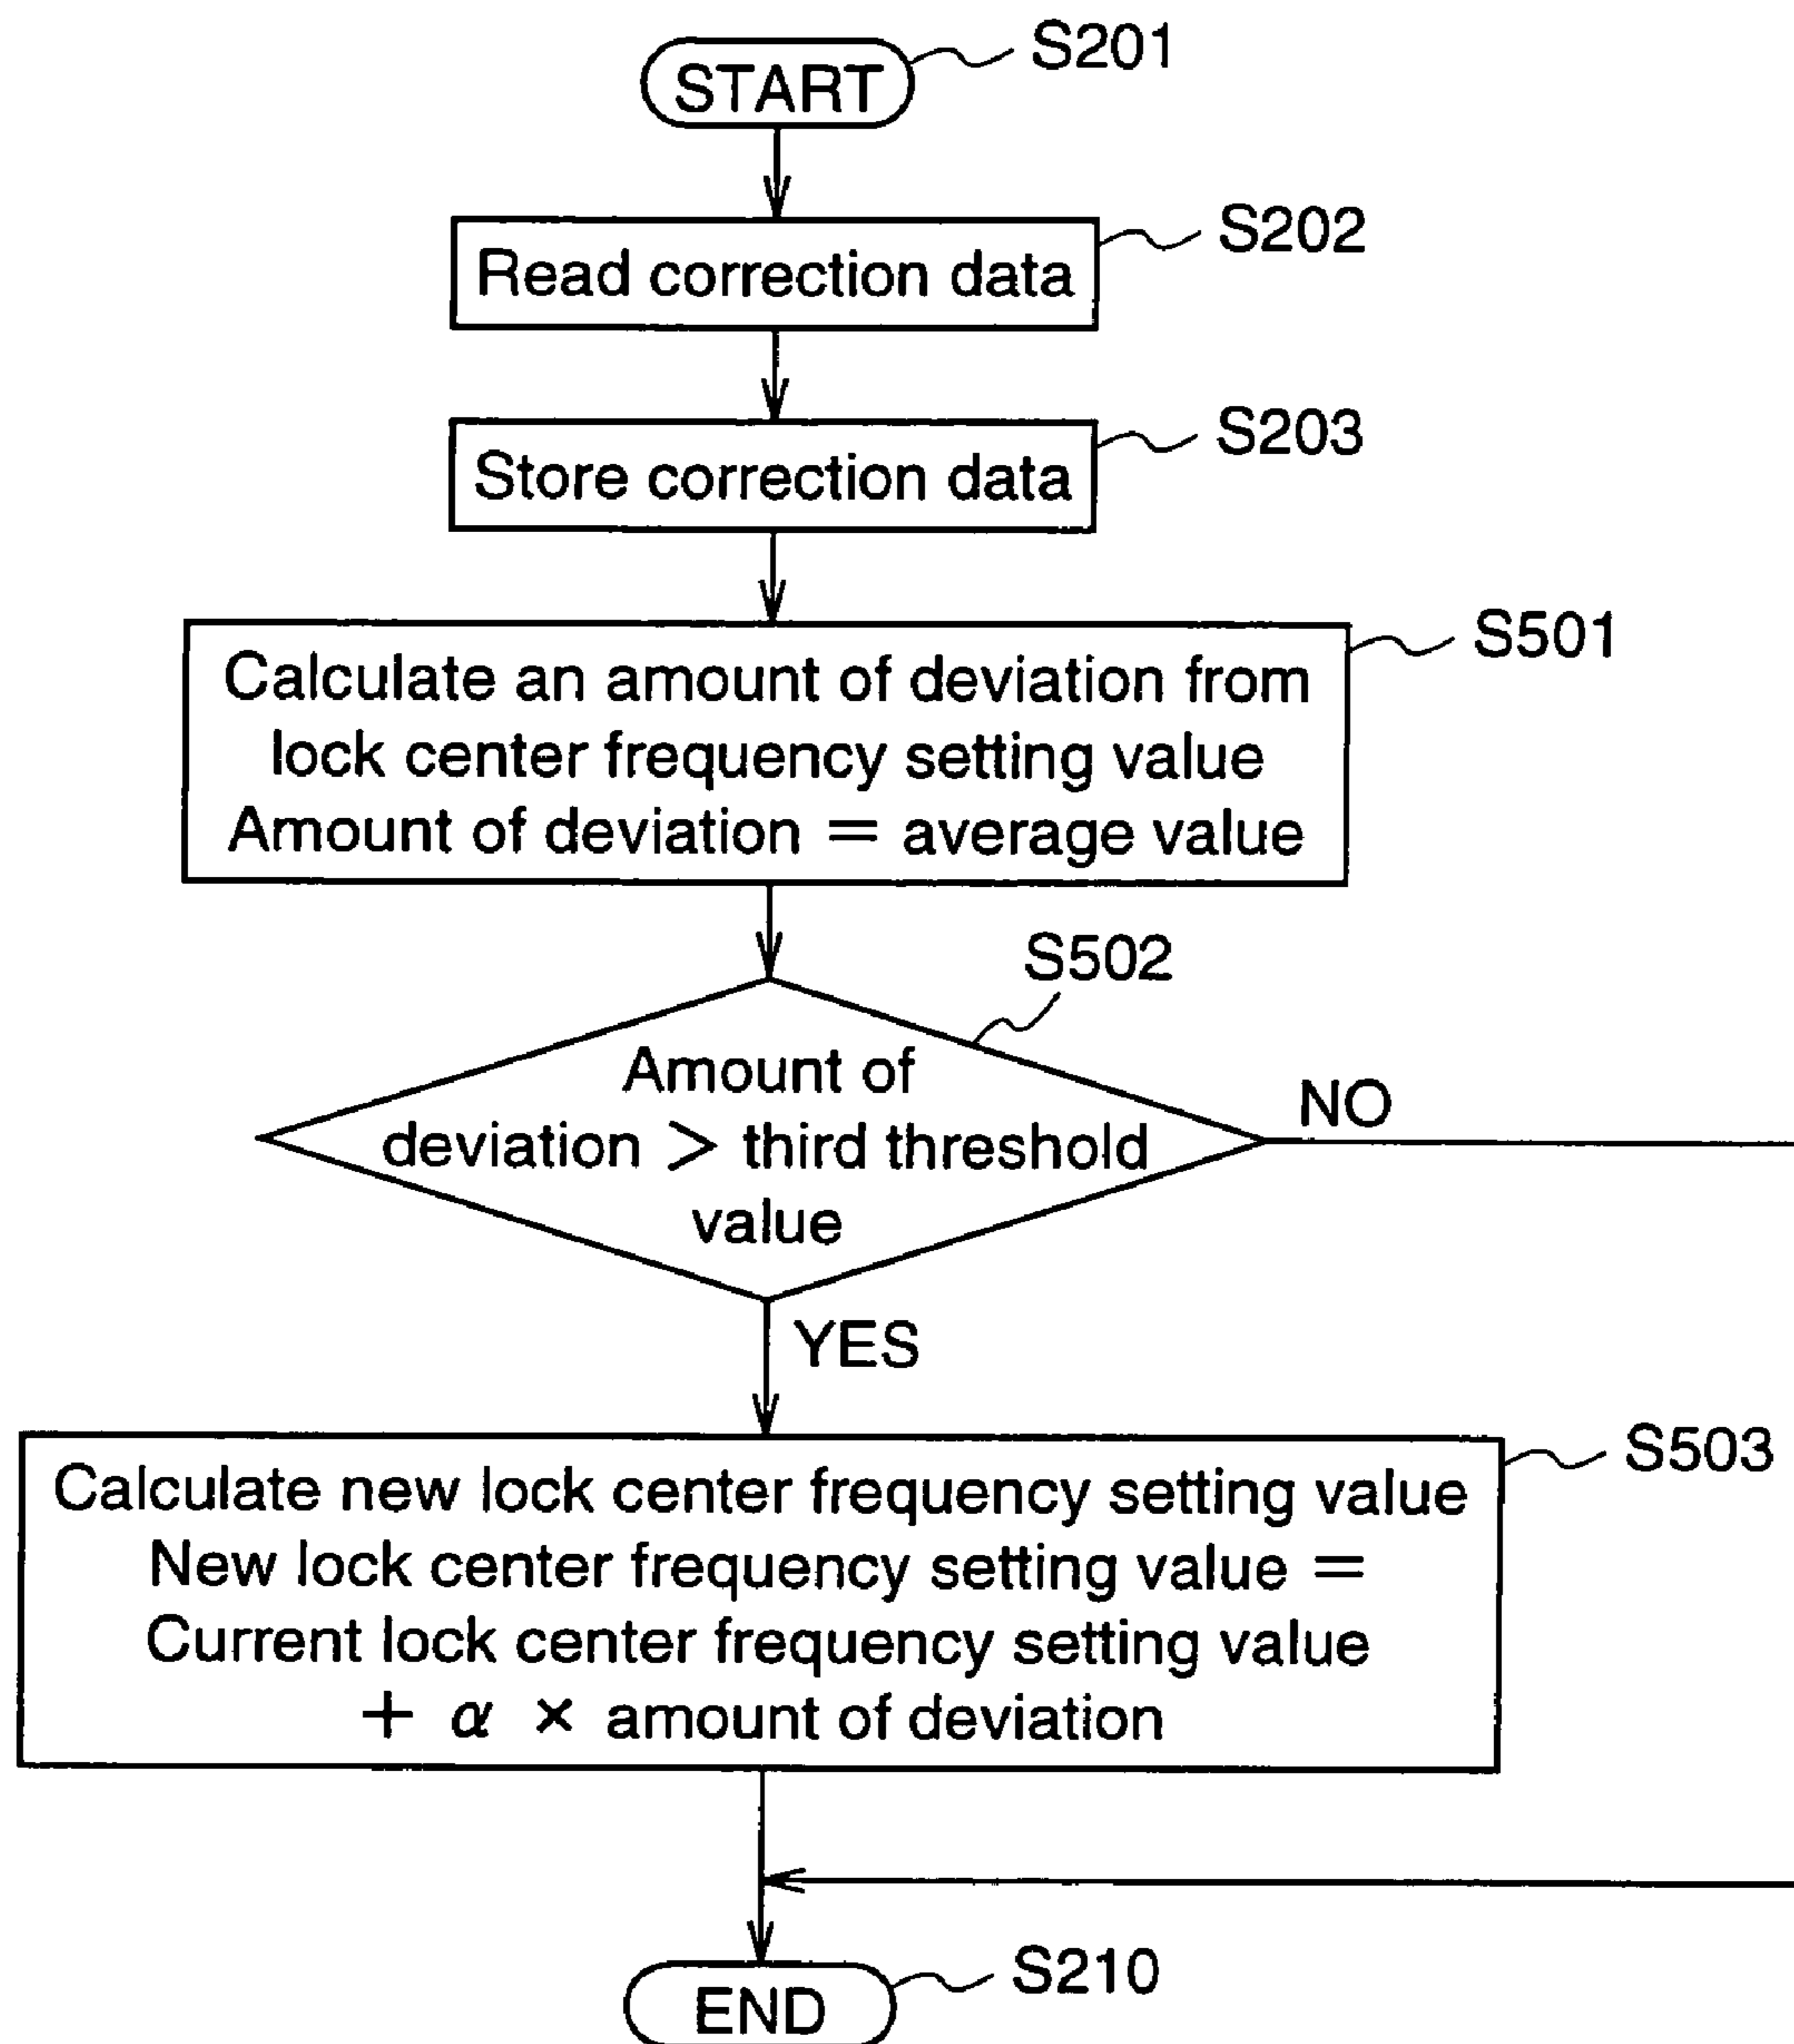 START
S201
Read correction data
S202
Store correction data
S203
Calculate an amount of deviation from
lock center frequency setting value
Amount of deviation = average value
S501
S502
Amount of
deviation > third threshold
value
NO
YES
Calculate new lock center frequency setting value
New lock center frequency setting value =
Current lock center frequency setting value
+ α × amount of deviation
S503
END
S210